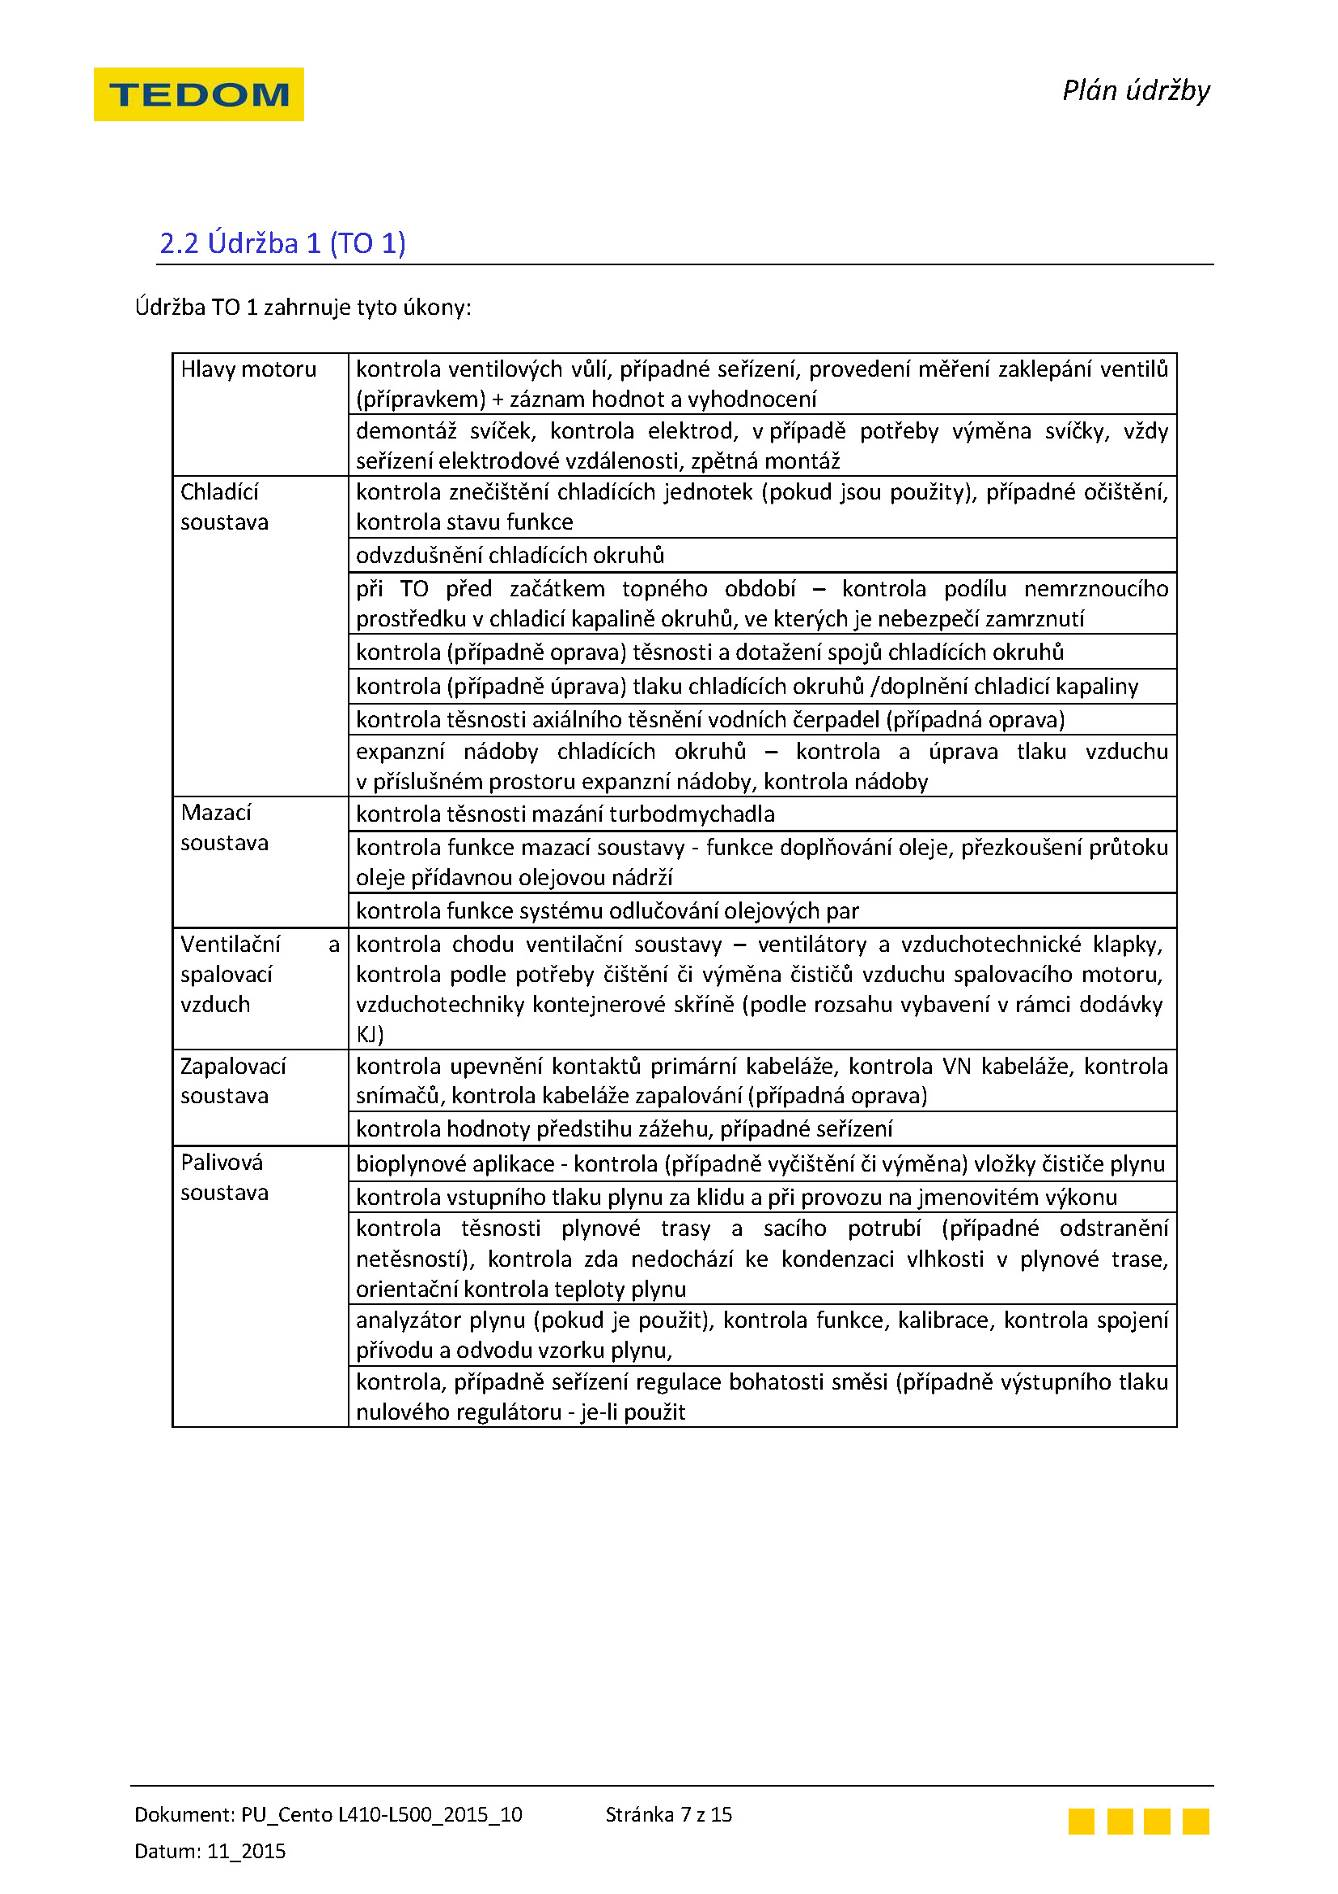 TEDOM
Plán údržby
2.2 Údržba 1 (TO 1)
Údržba TO 1 zahrnuje tyto úkony:
Hlavy motoru
kontrola ventilových vůlí, případné seřízení, provedení měření zaklepání ventilů
(přípravkem) + záznam hodnot a vyhodnocení
demontáž svíček, kontrola elektrod, v případě potřeby výměna svíčky, vždy
seřízení elektrodové vzdálenosti, zpětná montáž
Chladící
soustava
kontrola znečištění chladících jednotek (pokud jsou použity), případné očištění,
kontrola stavu funkce
odvzdušnění chladících okruhů
při TO před začátkem topného období – kontrola podílu nemrznoucího
prostředku v chladicí kapalině okruhů, ve kterých je nebezpečí zamrznutí
kontrola (případně oprava) těsnosti a dotažení spojů chladících okruhů
kontrola (případně úprava) tlaku chladících okruhů /doplnění chladicí kapaliny
kontrola těsnosti axiálního těsnění vodních čerpadel (případná oprava)
expanzní nádoby chladících okruhů – kontrola a úprava tlaku vzduchu
v příslušném prostoru expanzní nádoby, kontrola nádoby
Mazací
soustava
kontrola těsnosti mazání turbodmychadla
kontrola funkce mazací soustavy - funkce doplňování oleje, přezkoušení průtoku
oleje přídavnou olejovou nádrží
kontrola funkce systému odlučování olejových par
Ventilační a
spalovací
vzduch
kontrola chodu ventilační soustavy – ventilátory a vzduchotechnické klapky,
kontrola podle potřeby čištění či výměna čističů vzduchu spalovacího motoru,
vzduchotechniky kontejnerové skříně (podle rozsahu vybavení v rámci dodávky
KJ)
Zapalovací
soustava
kontrola upevnění kontaktů primární kabeláže, kontrola VN kabeláže, kontrola
snímačů, kontrola kabeláže zapalování (případná oprava)
kontrola hodnoty předstihu zážehu, případné seřízení
Palivová
soustava
bioplynové aplikace - kontrola (případně vyčištění či výměna) vložky čističe plynu
kontrola vstupního tlaku plynu za klidu a při provozu na jmenovitém výkonu
kontrola těsnosti plynové trasy a sacího potrubí (případné odstranění
netěsností), kontrola zda nedochází ke kondenzaci vlhkosti v plynové trase,
orientační kontrola teploty plynu
analyzátor plynu (pokud je použit), kontrola funkce, kalibrace, kontrola spojení
přívodu a odvodu vzorku plynu,
kontrola, případně seřízení regulace bohatosti směsi (případně výstupního tlaku
nulového regulátoru - je-li použit
Dokument: PU_Cento L410-L500_2015_10 Stránka 7 z 15
Datum: 11_2015